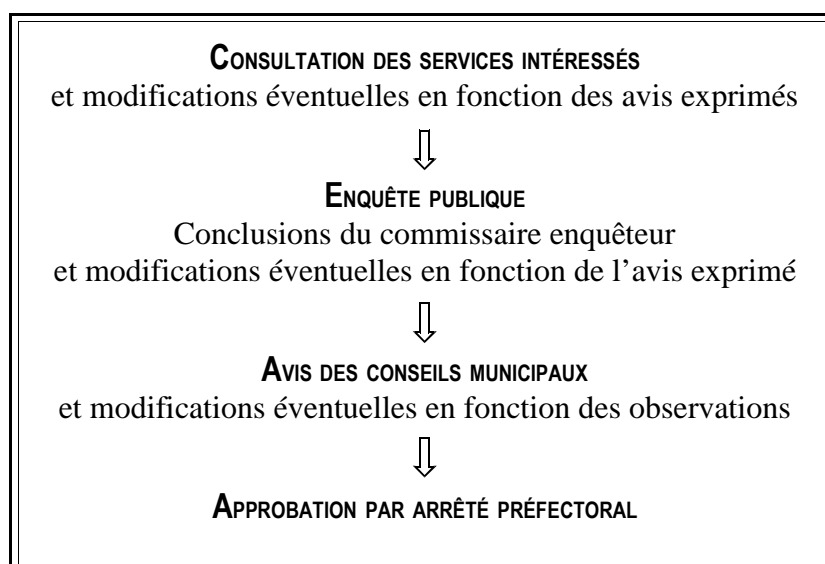 CONSULTATION DES SERVICES INTÉRESSÉS
et modifications éventuelles en fonction des avis exprimés
ENQUÊTE PUBLIQUE
Conclusions du commissaire enquêteur
et modifications éventuelles en fonction de l’avis exprimé
AVIS DES CONSEILS MUNICIPAUX
et modifications éventuelles en fonction des observations
APPROBATION PAR ARRÊTÉ PRÉFECTORAL